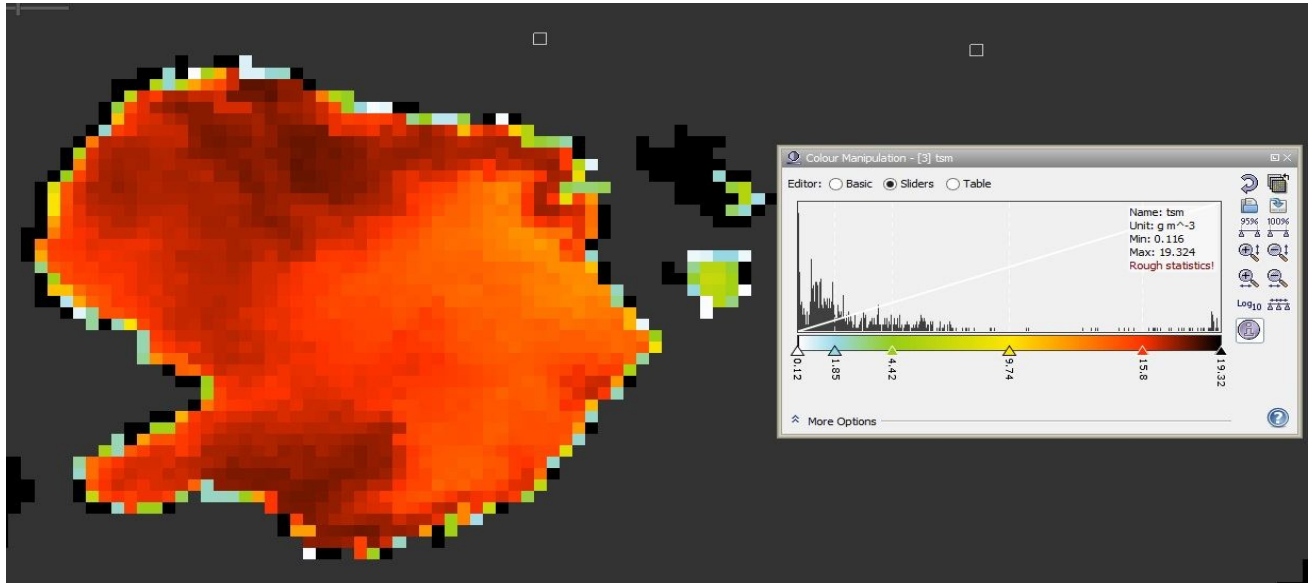 Colour Manipulation - [3] tsm
Editor: Basic Sliders Table
Name: tsm
Unit: g m^-3
Min: 0.116
Max: 19.324
Rough statistics!
95% 100%
Log10
0.12 1.85 4.42 9.74 15.8 19.32
More Options